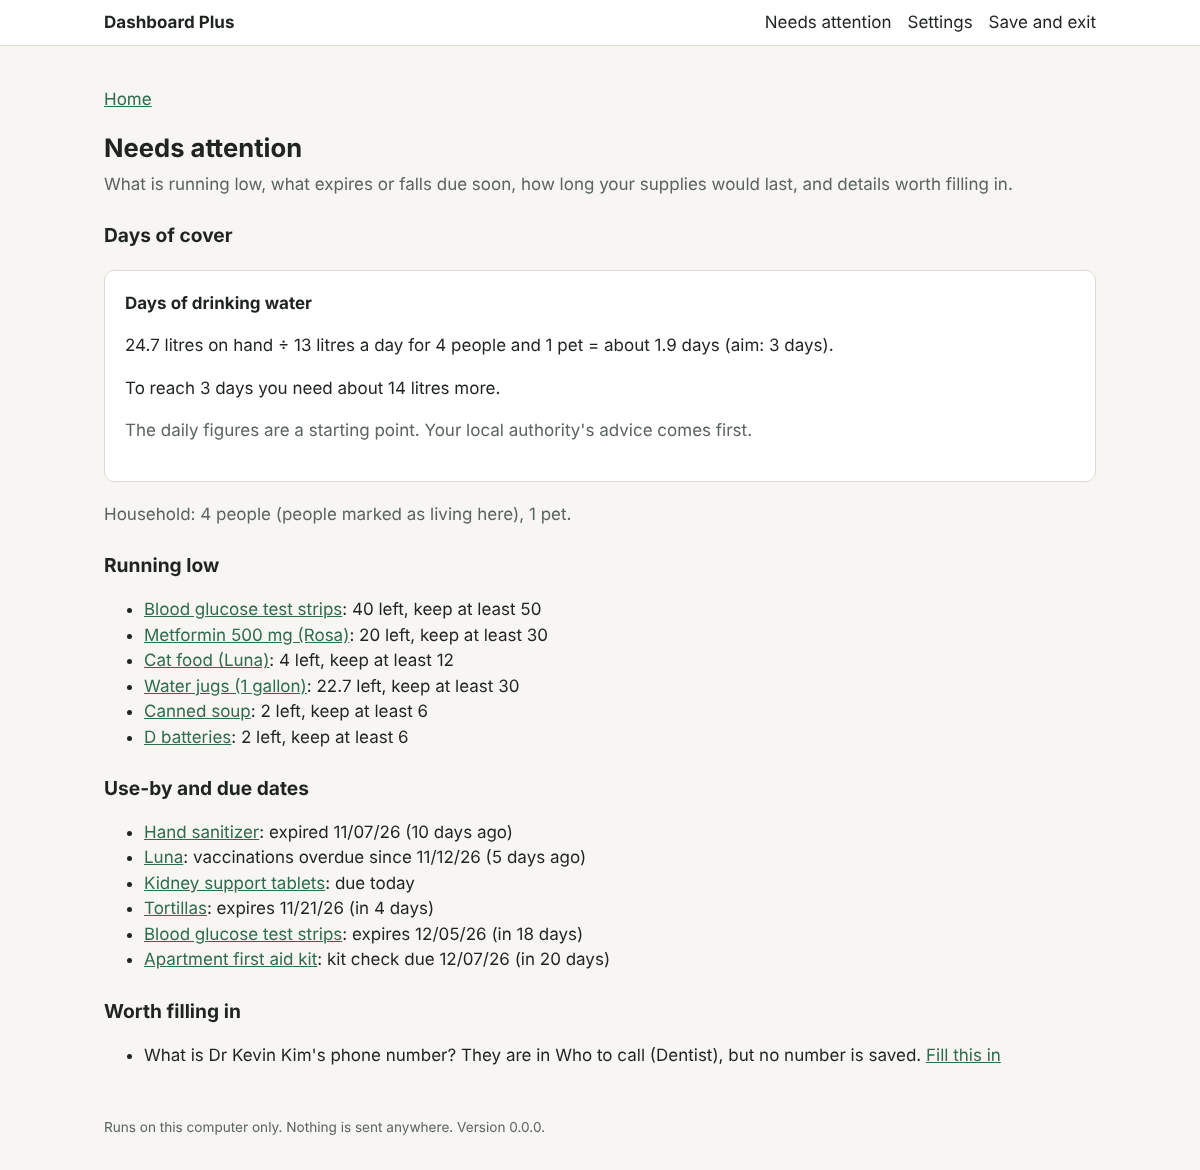 Dashboard Plus
Needs attention Settings Save and exit
Home
Needs attention
What is running low, what expires or falls due soon, how long your supplies would last, and details worth filling in.
Days of cover
Days of drinking water
24.7 litres on hand ÷ 13 litres a day for 4 people and 1 pet = about 1.9 days (aim: 3 days).
To reach 3 days you need about 14 litres more.
The daily figures are a starting point. Your local authority's advice comes first.
Household: 4 people (people marked as living here), 1 pet.
Running low
Blood glucose test strips: 40 left, keep at least 50
Metformin 500 mg (Rosa): 20 left, keep at least 30
Cat food (Luna): 4 left, keep at least 12
Water jugs (1 gallon): 22.7 left, keep at least 30
Canned soup: 2 left, keep at least 6
D batteries: 2 left, keep at least 6
Use-by and due dates
Hand sanitizer: expired 11/07/26 (10 days ago)
Luna: vaccinations overdue since 11/12/26 (5 days ago)
Kidney support tablets: due today
Tortillas: expires 11/21/26 (in 4 days)
Blood glucose test strips: expires 12/05/26 (in 18 days)
Apartment first aid kit: kit check due 12/07/26 (in 20 days)
Worth filling in
What is Dr Kevin Kim's phone number? They are in Who to call (Dentist), but no number is saved. Fill this in
Runs on this computer only. Nothing is sent anywhere. Version 0.0.0.